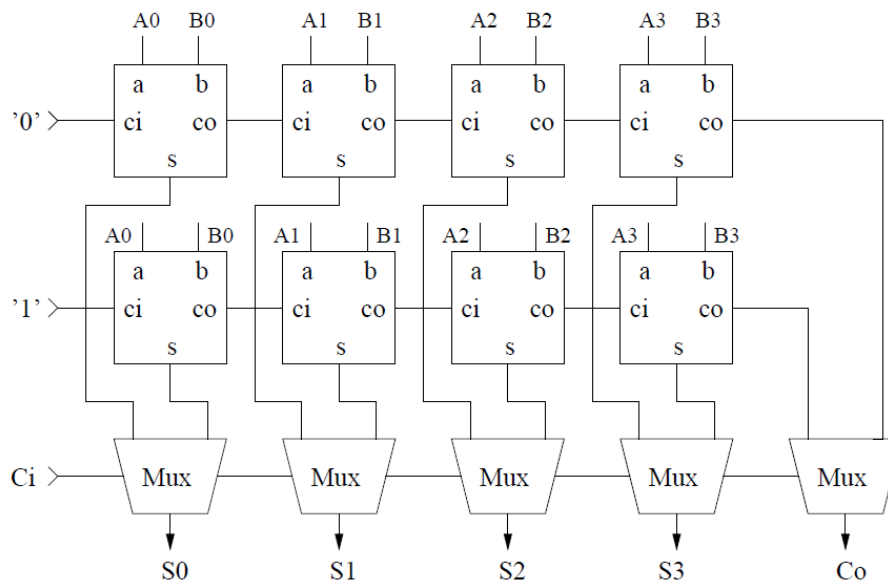 A0 B0 A1 B1 A2 B2 A3 B3
a b a b a b a b
'0' ci co ci co ci co ci co
s s s s
A0 B0 A1 B1 A2 B2 A3 B3
a b a b a b a b
'1' ci co ci co ci co ci co
s s s s
Ci Mux Mux Mux Mux Mux
S0 S1 S2 S3 Co